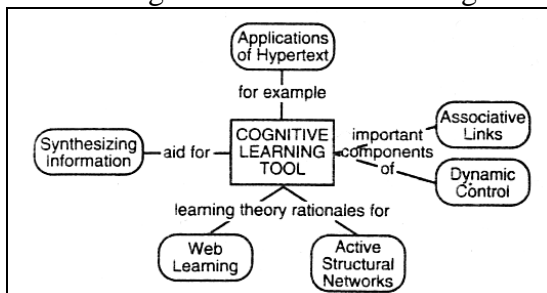 Applications
of Hypertext
for example
Synthesizing
Information
aid for
COGNITIVE
LEARNING
TOOL
important
components
of
Associative
Links
Dynamic
Control
learning theory rationales for
Web
Learning
Active
Structural
Networks